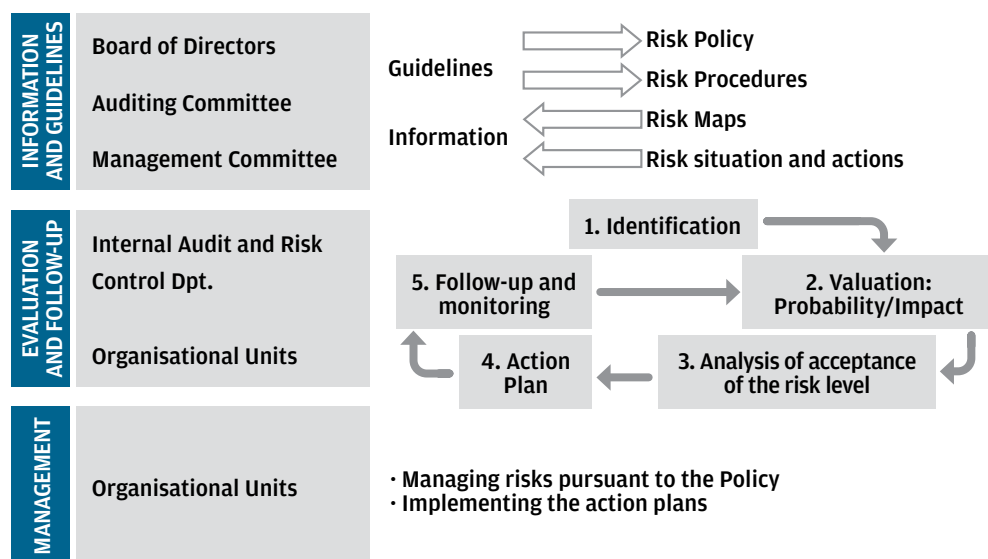 INFORMATION
AND GUIDELINES
Board of Directors
Auditing Committee
Management Committee
Guidelines
Information
Risk Policy
Risk Procedures
Risk Maps
Risk situation and actions
EVALUATION
AND FOLLOW-UP
Internal Audit and Risk
Control Dpt.
Organisational Units
1. Identification
2. Valuation:
Probability/Impact
3. Analysis of acceptance
of the risk level
4. Action
Plan
5. Follow-up and
monitoring
MANAGEMENT
Organisational Units
· Managing risks pursuant to the Policy
· Implementing the action plans